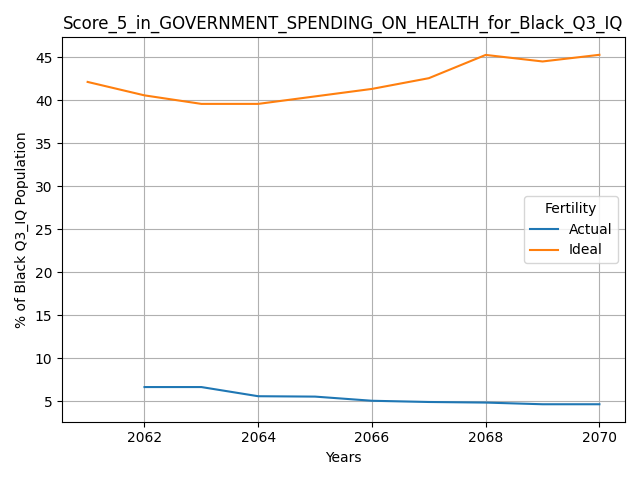 Score_5_in_GOVERNMENT_SPENDING_ON_HEALTH_for_Black_Q3_IQ
% of Black Q3_IQ Population
45
40
35
30
25
20
15
10
5
Fertility
Actual
Ideal
2062
2064
2066
2068
2070
Years